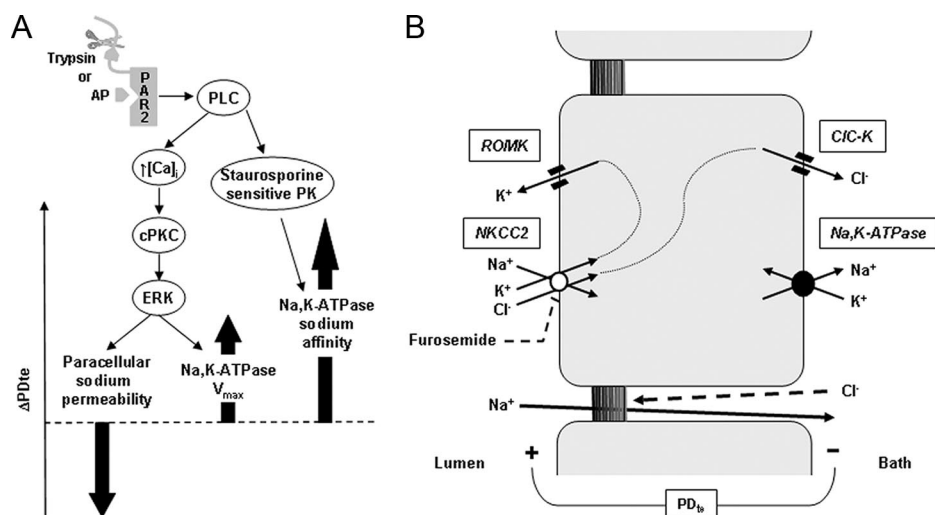 A
Trypsin
or
AP
PAR2
PLC
↑[Ca]i
Staurosporine
sensitive PK
cPKC
ERK
Na,K-ATPase
sodium
affinity
Paracellular
sodium
permeability
Na,K-ATPase
Vmax
ΔPDte
B
ROMK
K+
ClC-K
Cl-
NKCC2
Na+
K+
Cl-
Na,K-ATPase
Na+
K+
Furosemide
Na+
Cl-
+
−
Lumen
Bath
PDte